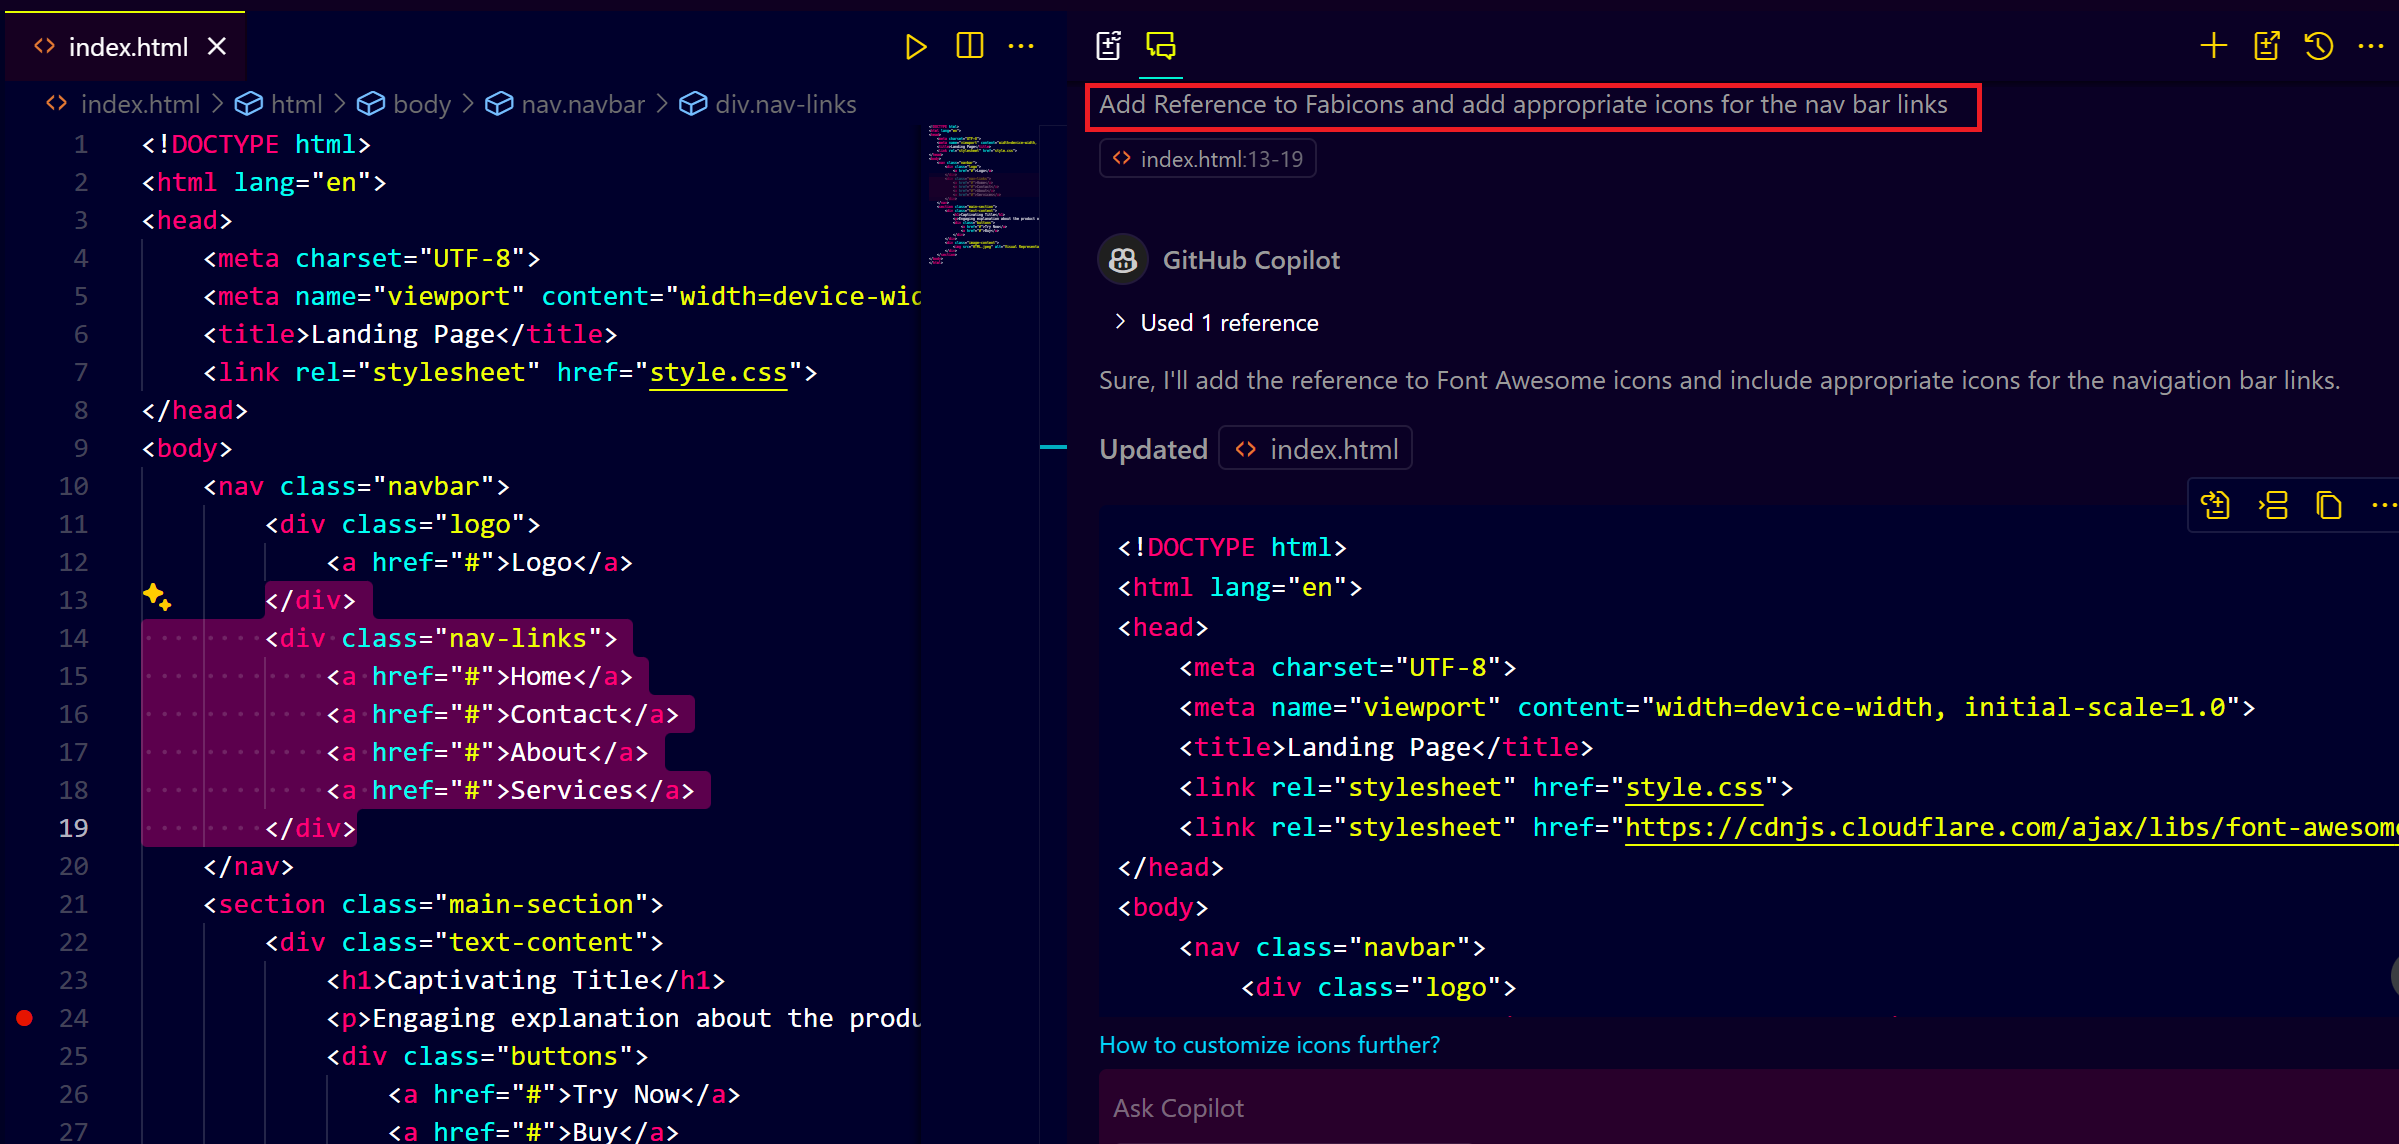 index.html
index.html > html > body > nav.navbar > div.nav-links
1 <!DOCTYPE html>
2 <html lang="en">
3 <head>
4 <meta charset="UTF-8">
5 <meta name="viewport" content="width=device-wid
6 <title>Landing Page</title>
7 <link rel="stylesheet" href="style.css">
8 </head>
9 <body>
10 <nav class="navbar">
11 <div class="logo">
12 <a href="#">Logo</a>
13 </div>
14 <div class="nav-links">
15 <a href="#">Home</a>
16 <a href="#">Contact</a>
17 <a href="#">About</a>
18 <a href="#">Services</a>
19 </div>
20 </nav>
21 <section class="main-section">
22 <div class="text-content">
23 <h1>Captivating Title</h1>
24 <p>Engaging explanation about the produ
25 <div class="buttons">
26 <a href="#">Try Now</a>
27 <a href="#">Buy</a>
Add Reference to Fabicons and add appropriate icons for the nav bar links
index.html:13-19
GitHub Copilot
> Used 1 reference
Sure, I'll add the reference to Font Awesome icons and include appropriate icons for the navigation bar links.
Updated index.html
<!DOCTYPE html>
<html lang="en">
<head>
<meta charset="UTF-8">
<meta name="viewport" content="width=device-width, initial-scale=1.0">
<title>Landing Page</title>
<link rel="stylesheet" href="style.css">
<link rel="stylesheet" href="https://cdnjs.cloudflare.com/ajax/libs/font-awesome
</head>
<body>
<nav class="navbar">
<div class="logo">
How to customize icons further?
Ask Copilot